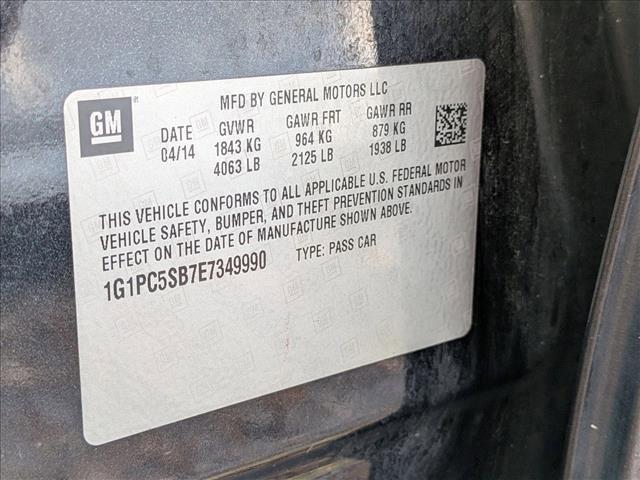 GM
MFD BY GENERAL MOTORS LLC
DATE GVWR GAWR FRT GAWR RR
04/14 1843 KG 964 KG 879 KG
4063 LB 2125 LB 1938 LB
THIS VEHICLE CONFORMS TO ALL APPLICABLE U.S. FEDERAL MOTOR
VEHICLE SAFETY, BUMPER, AND THEFT PREVENTION STANDARDS IN
EFFECT ON THE DATE OF MANUFACTURE SHOWN ABOVE.
1G1PC5SB7E7349990 TYPE: PASS CAR